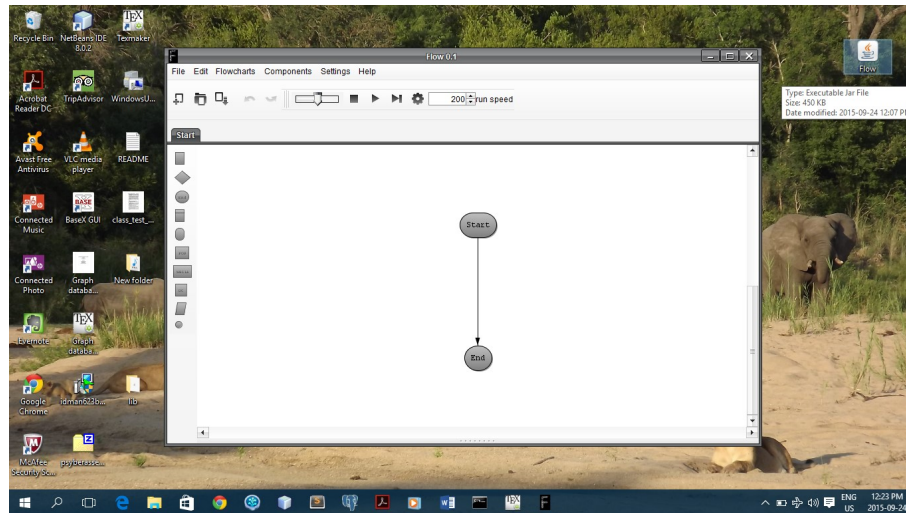 Recycle Bin
NetBeans IDE 8.0.2
Texmaker
Acrobat Reader DC
TripAdvisor
WindowsU...
Avast Free Antivirus
VLC media player
README
Connected Music
BaseX GUI
class_test_...
Connected Photo
Graph databa...
New folder
Evernote
Graph databa...
Google Chrome
idman623b...
lib
McAfee Security Sc...
Flow 0.1
File Edit Flowcharts Components Settings Help
200 run speed
Start
Start
End
Flow
Type: Executable Jar File
Size: 450 KB
Date modified: 2015-09-24 12:07 P
ENG 12:23 PM
US 2015-09-24